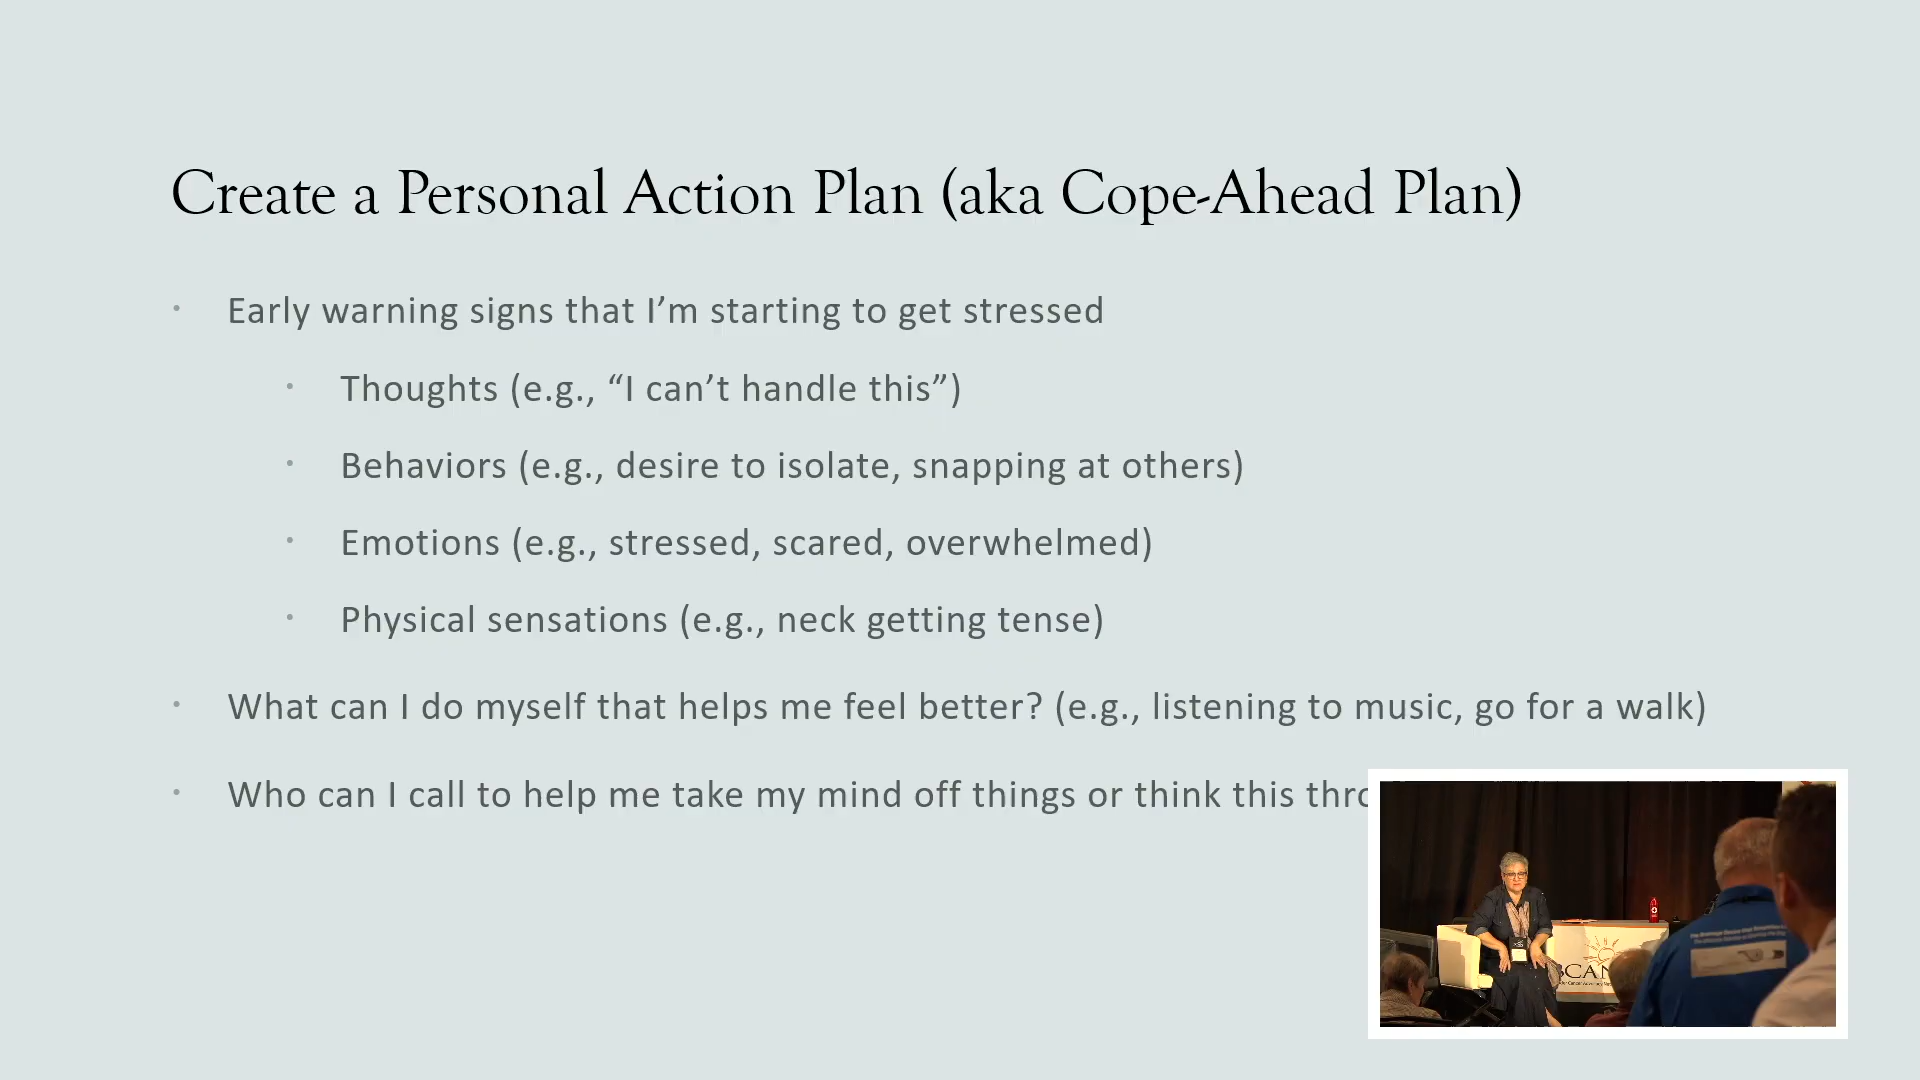 Create a Personal Action Plan (aka Cope-Ahead Plan)
Early warning signs that I’m starting to get stressed
Thoughts (e.g., “I can’t handle this”)
Behaviors (e.g., desire to isolate, snapping at others)
Emotions (e.g., stressed, scared, overwhelmed)
Physical sensations (e.g., neck getting tense)
What can I do myself that helps me feel better? (e.g., listening to music, go for a walk)
Who can I call to help me take my mind off things or think this
BCAN